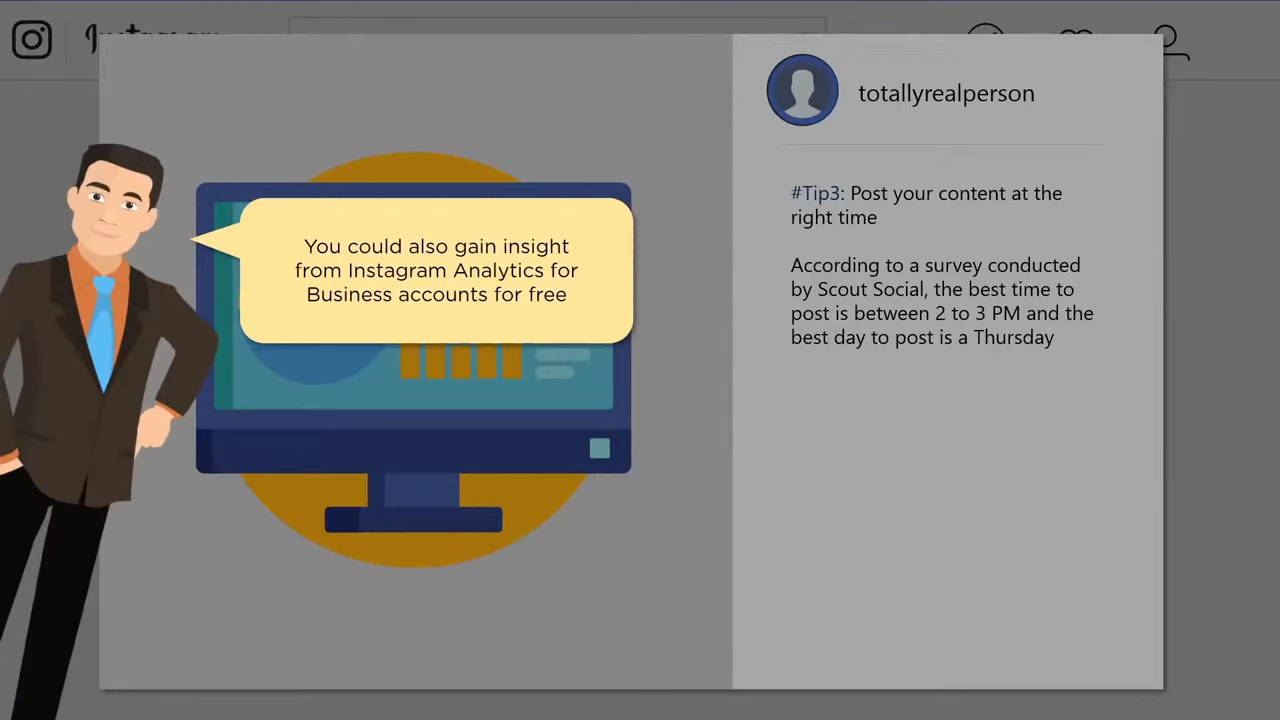 Instagram
totallyrealperson
You could also gain insight
from Instagram Analytics for
Business accounts for free
#Tip3: Post your content at the
right time
According to a survey conducted
by Scout Social, the best time to
post is between 2 to 3 PM and the
best day to post is a Thursday